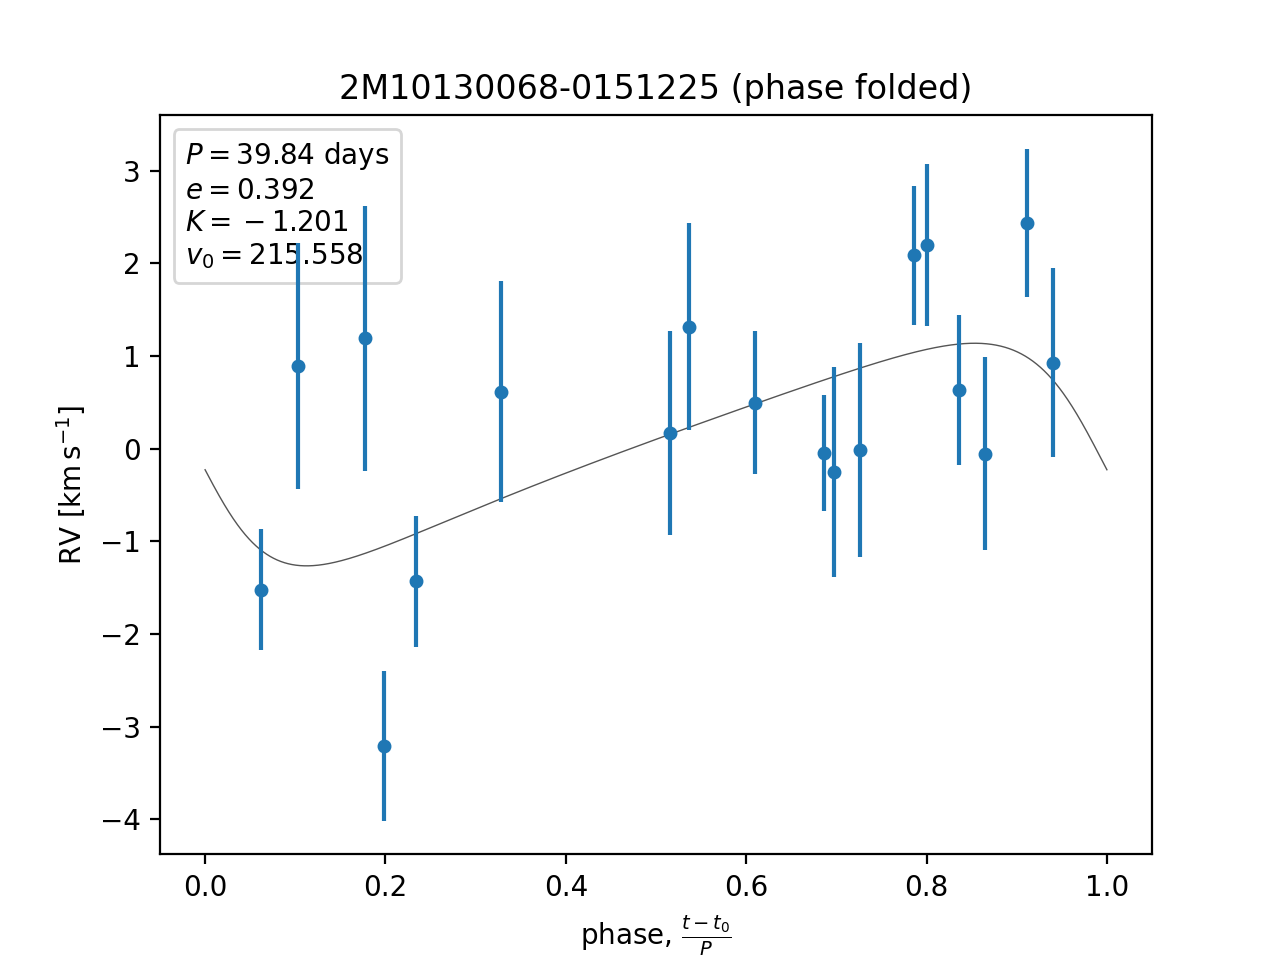 2M10130068-0151225 (phase folded)
P = 39.84 days
e = 0.392
K = −1.201
v₀ = 215.558
3
2
1
0
−1
−2
−3
−4
RV [km s⁻¹]
0.0 0.2 0.4 0.6 0.8 1.0
phase, (t − t₀)/P